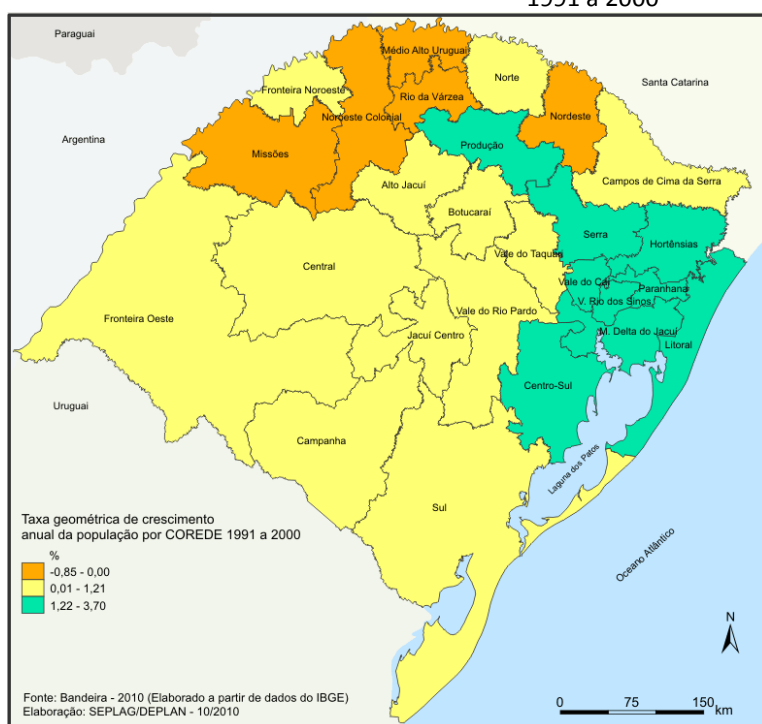 1991 a 2000
Paraguai
Médio Alto Uruguai
Norte
Santa Catarina
Fronteira Noroeste
Rio da Várzea
Nordeste
Noroeste Colonial
Argentina
Produção
Missões
Alto Jacuí
Campos de Cima da Serra
Botucaraí
Serra
Hortênsias
Vale do Taquari
Central
Vale do Caí
Paranhana
V. Rio dos Sinos
Fronteira Oeste
Vale do Rio Pardo
Jacuí Centro
M. Delta do Jacuí
Litoral
Centro-Sul
Uruguai
Campanha
Laguna dos Patos
Sul
Oceano Atlântico
Taxa geométrica de crescimento
anual da população por COREDE 1991 a 2000
%
-0,85 - 0,00
0,01 - 1,21
1,22 - 3,70
N
Fonte: Bandeira - 2010 (Elaborado a partir de dados do IBGE)
Elaboração: SEPLAG/DEPLAN - 10/2010
0 75 150
km